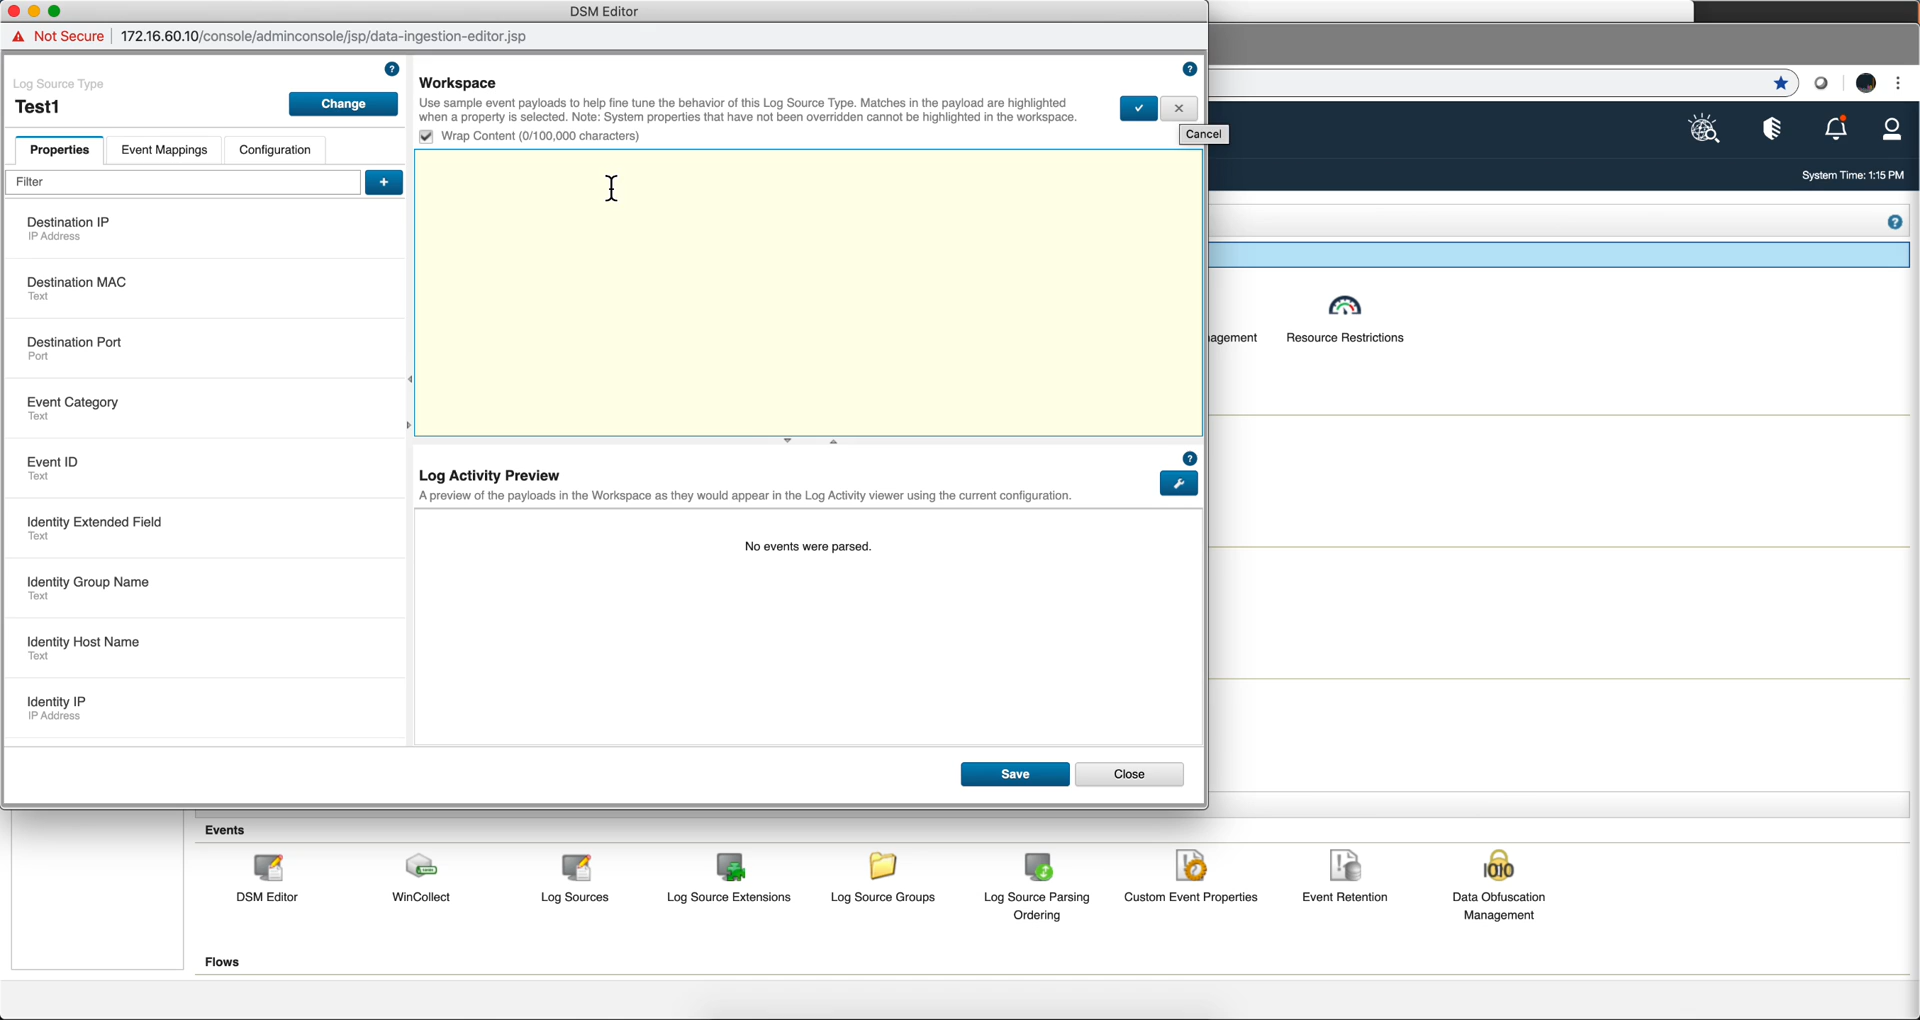 DSM Editor
Not Secure 172.16.60.10/console/adminconsole/jsp/data-ingestion-editor.jsp
Log Source Type
Test1
Change
Properties Event Mappings Configuration
Filter
+
Destination IP
IP Address
Destination MAC
Text
Destination Port
Port
Event Category
Text
Event ID
Text
Identity Extended Field
Text
Identity Group Name
Text
Identity Host Name
Text
Identity IP
IP Address
Workspace
Use sample event payloads to help fine tune the behavior of this Log Source Type. Matches in the payload are highlighted
when a property is selected. Note: System properties that have not been overridden cannot be highlighted in the workspace.
Wrap Content (0/100,000 characters)
Cancel
Log Activity Preview
A preview of the payloads in the Workspace as they would appear in the Log Activity viewer using the current configuration.
No events were parsed.
Save Close
System Time: 1:15 PM
agement
Resource Restrictions
Events
DSM Editor
WinCollect
Log Sources
Log Source Extensions
Log Source Groups
Log Source Parsing
Ordering
Custom Event Properties
Event Retention
Data Obfuscation
Management
Flows